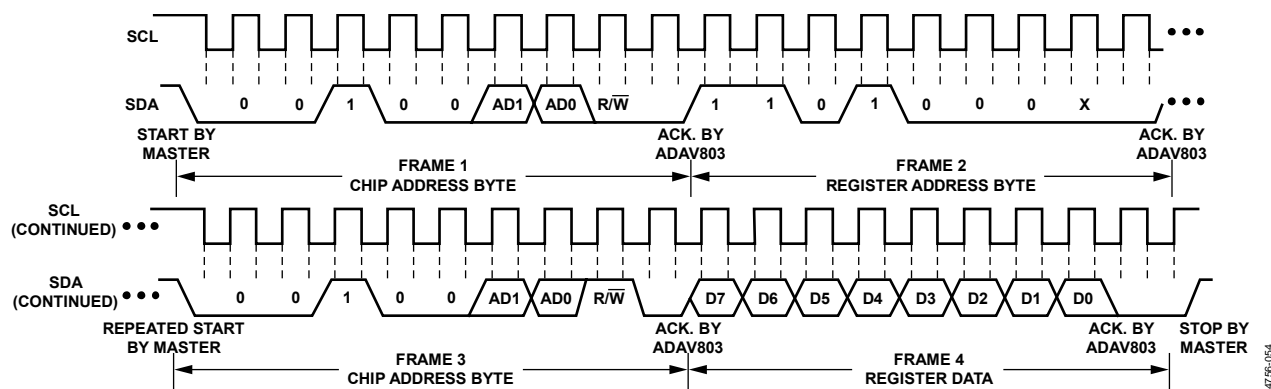 SCL
SDA
0 0 1 0 0 AD1 AD0 R/W̅ 1 1 0 1 0 0 0 X
START BY
MASTER
ACK. BY
ADAV803
ACK. BY
ADAV803
FRAME 1
CHIP ADDRESS BYTE
FRAME 2
REGISTER ADDRESS BYTE
SCL
(CONTINUED)
SDA
(CONTINUED)
0 0 1 0 0 AD1 AD0 R/W̅ D7 D6 D5 D4 D3 D2 D1 D0
REPEATED START
BY MASTER
ACK. BY
ADAV803
ACK. BY
ADAV803
STOP BY
MASTER
FRAME 3
CHIP ADDRESS BYTE
FRAME 4
REGISTER DATA
4756-054